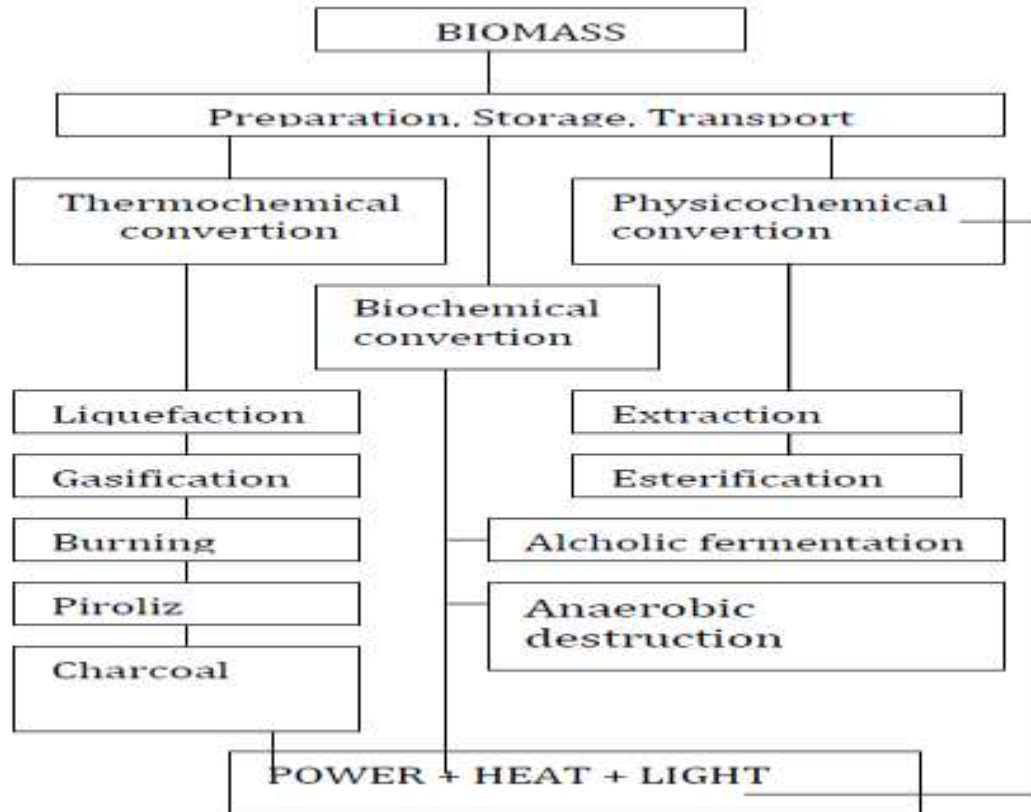 BIOMASS
Preparation, Storage, Transport
Thermochemical
convertion
Physicochemical
convertion
Biochemical
convertion
Liquefaction
Extraction
Gasification
Esterification
Burning
Alcholic fermentation
Piroliz
Anaerobic
destruction
Charcoal
POWER + HEAT + LIGHT